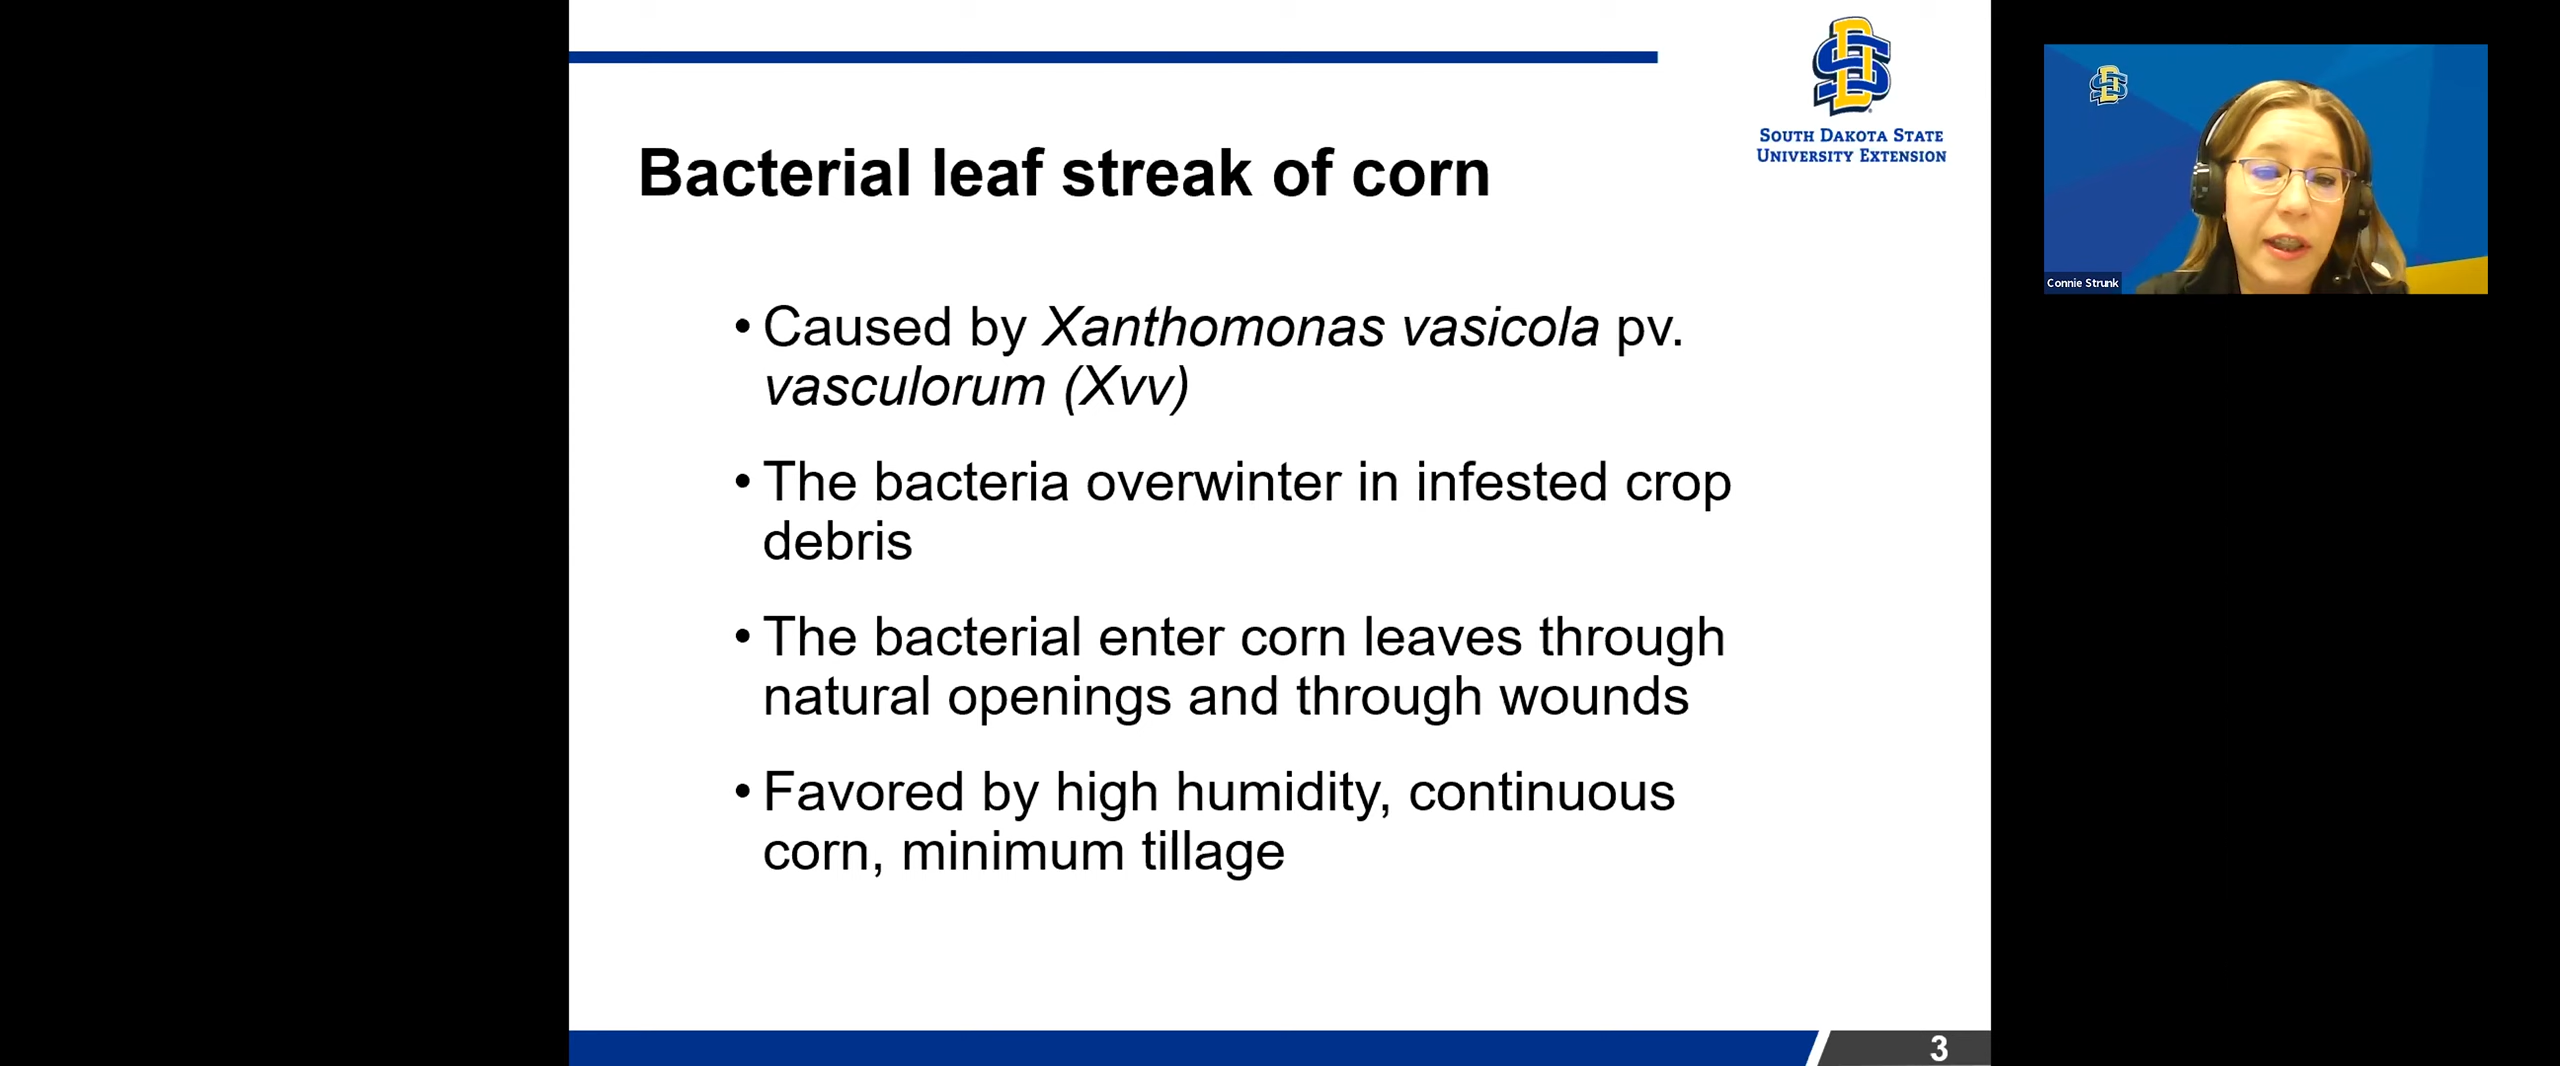 SOUTH DAKOTA STATE
UNIVERSITY EXTENSION
Bacterial leaf streak of corn
• Caused by Xanthomonas vasicola pv.
vasculorum (Xvv)
• The bacteria overwinter in infested crop
debris
• The bacterial enter corn leaves through
natural openings and through wounds
• Favored by high humidity, continuous
corn, minimum tillage
3
Connie Strunk